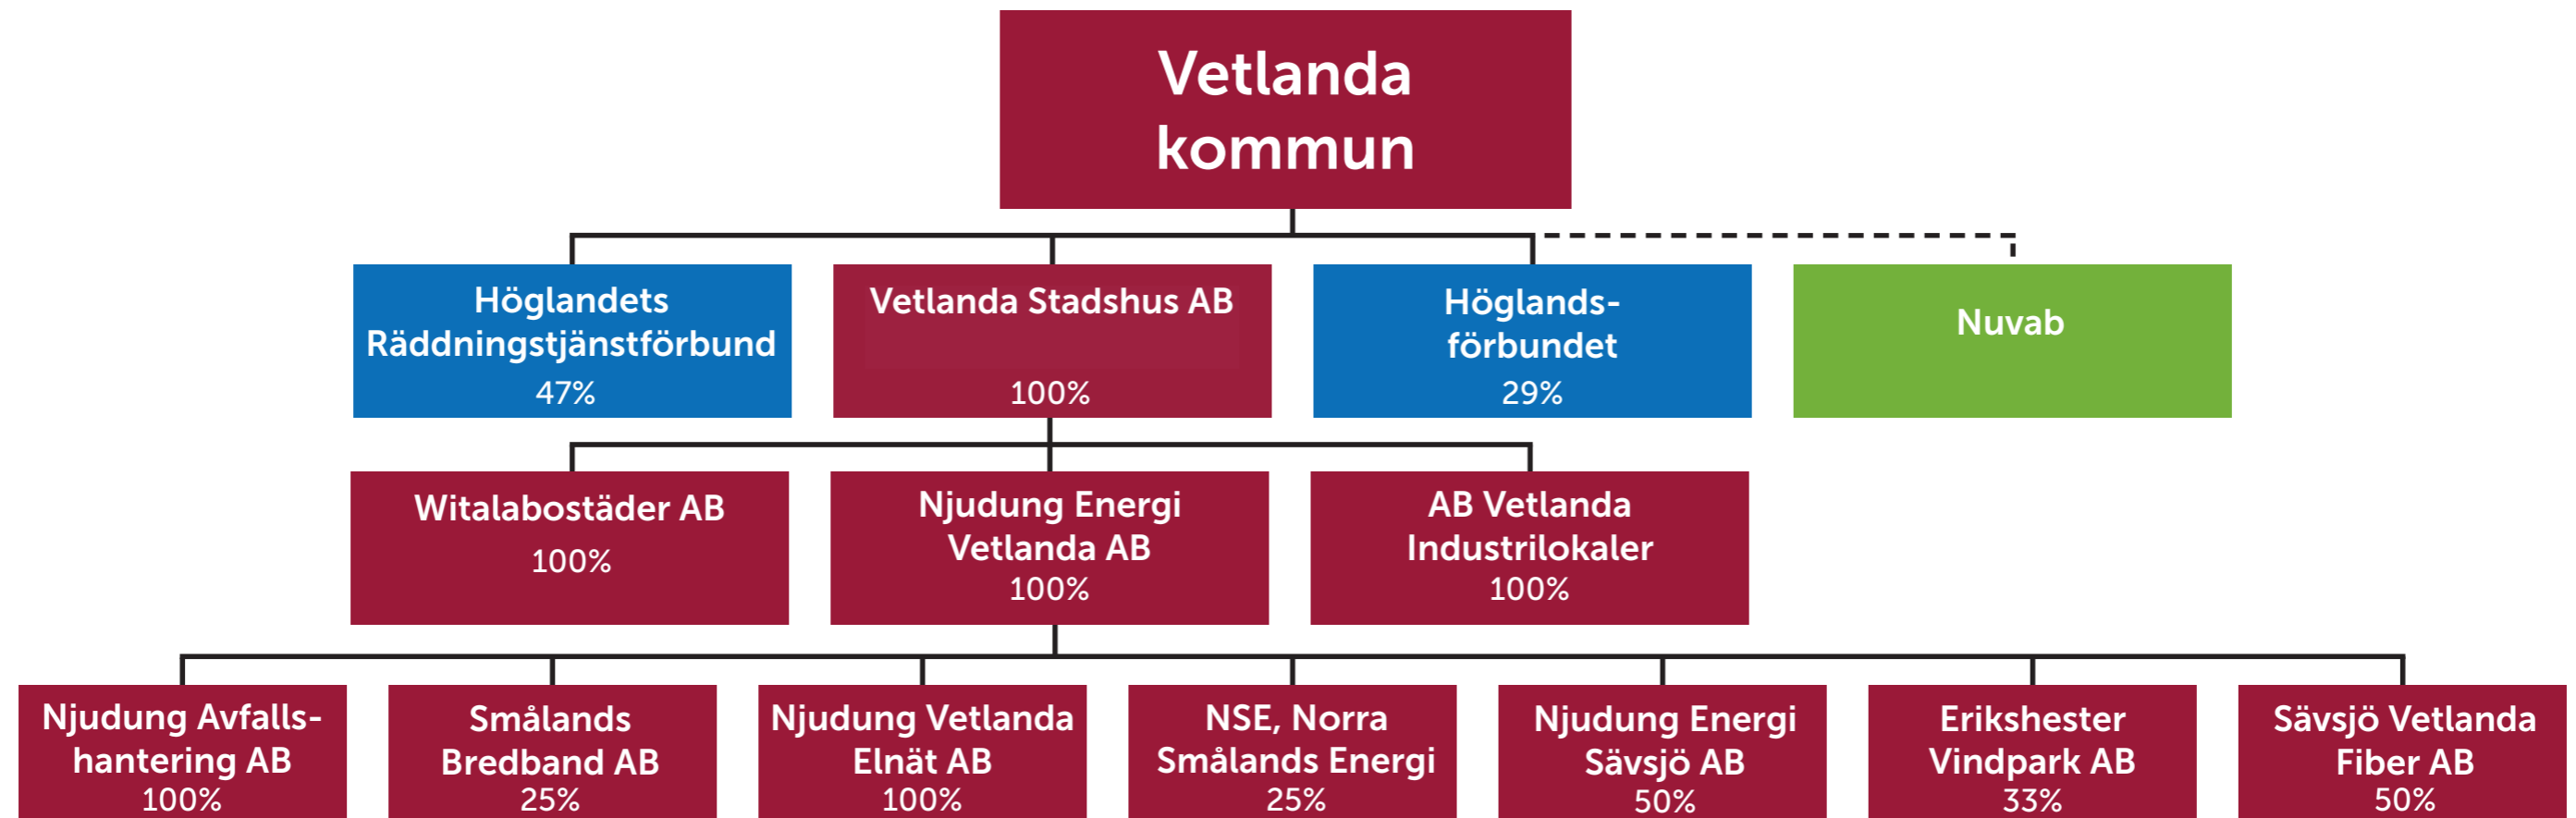 Vetlanda
kommun
Höglandets
Räddningstjänstförbund
47%
Vetlanda Stadshus AB
100%
Höglands-
förbundet
29%
Nuvab
Witalabostäder AB
100%
Njudung Energi
Vetlanda AB
100%
AB Vetlanda
Industrilokaler
100%
Njudung Avfalls-
hantering AB
100%
Smålands
Bredband AB
25%
Njudung Vetlanda
Elnät AB
100%
NSE, Norra
Smålands Energi
25%
Njudung Energi
Sävsjö AB
50%
Erikshester
Vindpark AB
33%
Sävsjö Vetlanda
Fiber AB
50%